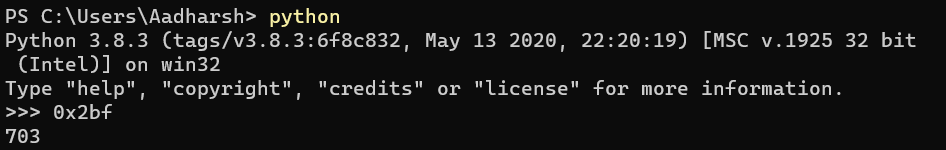 PS C:\Users\Aadharsh> python
Python 3.8.3 (tags/v3.8.3:6f8c832, May 13 2020, 22:20:19) [MSC v.1925 32 bit
 (Intel)] on win32
Type "help", "copyright", "credits" or "license" for more information.
>>> 0x2bf
703